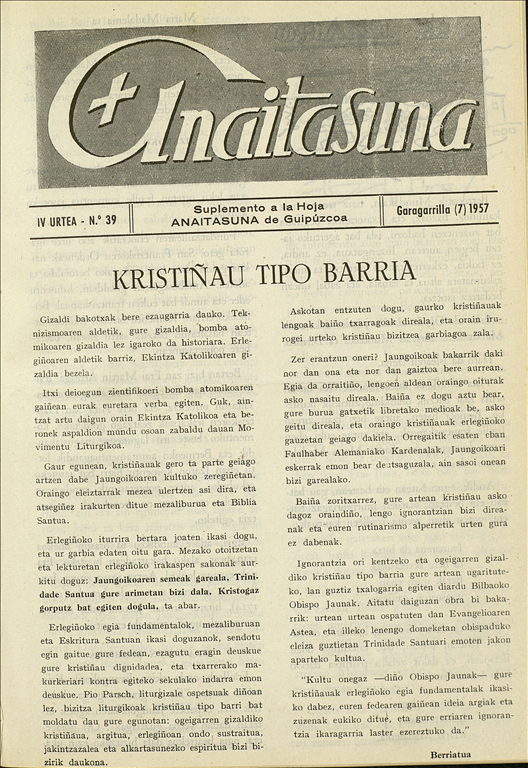 Anaitasuna
IV URTEA - N.º 39
Suplemento a la Hoja
ANAITASUNA de Guipúzcoa
Garagarrilla (7) 1957
KRISTIÑAU TIPO BARRIA
Gizaldi bakotxak bere ezaugarria dauko. Tek-
nizismoaren aldetik, gure gizaldia, bomba ato-
mikoaren gizaldia lez igaroko da historiara. Erle-
giñoaren aldetik barriz, Ekintza Katolikoaren gi-
zaldia bezela.
Itxi deioegun zientifikoeri bomba atomikoaren
gaiñean eurak euretara verba egiten. Guk, ain-
tzat artu daigun orain Ekintza Katolikoa eta be-
ronek aspaldion mundu osoan zabaldu dauan Mo-
vimentu Liturgikoa.
Gaur egunean, kristiñauak gero ta parte geiago
artzen dabe Jaungoikoaren kultuko zeregiñetan.
Oraingo eleiztarrak mezea ulertzen asi dira, eta
atsegiñez irakurten ditue mezaliburua eta Biblia
Santua.
Erlegiñoko iturrira bertara joaten ikasi dogu,
eta ur garbia edaten oitu gara. Mezako otoitzetan
eta lekturetan erlegiñoko irakaspen sakonak aur-
kitu doguz: Jaungoikoaren semeak gareala. Trini-
dade Santua gure arimetan bizi dala. Kristogaz
gorputz bat egiten dogula, ta abar.
Erlegiñoko egia fundamentalok, mezaliburuan
eta Eskritura Santuan ikasi doguzanok, sendotu
egin gaitue gure fedean, ezagutu eragin deuskue
gure kristiñau dignidadea, eta txarrerako ma-
kurkeriari kontra egiteko sekulako indarra emon
deuskue. Pio Parsch, liturgizale ospetsuak diñoan
lez, bizitza liturgikoak kristiñau tipo barri bat
moldatu dau gure egunotan: ogeigarren gizaldiko
kristiñaua, argitua, erlegiñoan ondo sustraitua,
jakintzazalea eta alkartasunezko espiritua bizi bi-
zirik daukona.
Askotan entzuten dogu, gaurko kristiñauak
lengoak baiño txarragoak direala, eta orain iru-
rogei urteko kristiñau bizitzea garbiagoa zala.
Zer erantzun oneri? Jaungoikoak bakarrik daki
nor dan ona eta nor dan gaiztoa bere aurrean.
Egia da orraitiño, lengoen aldean oraingo oiturak
asko nasaitu direala. Baiña ez dogu aztu bear,
gure burua gatxetik libretako medioak be, asko
geitu direala, eta oraingo kristiñauak erlegiñoko
gauzetan geiago dakiela. Orregaitik esaten cban
Faulhaber Alemaniako Kardenalak, Jaungoikoari
eskerrak emon bear deutsaguzala, ain sasoi onean
bizi garealako.
Baiña zoritxarrez, gure artean kristiñau asko
dagoz oraindiño, lengo ignorantzian bizi direa-
nak eta euren rutinarismo alperretik urten gura
ez dabenak.
Ignorantzia ori kentzeko eta ogeigarren gizal-
diko kristiñau tipo barria gure artean ugaritute-
ko, lan guztiz txalogarria egiten diardu Bilbaoko
Obispo Jaunak. Aitatu daiguzan obra bi baka-
rrik: urtean urtean ospatuten dan Evangelioaren
Astea, eta illeko lenengo domeketan obispaduko
eleiza guztietan Trinidade Santuari emoten jakon
aparteko kultua.
"Kultu onegaz —diño Obispo Jaunak— gure
kristiñauak erlegiñoko egia fundamentalak ikasi-
ko dabez, euren fedearen gaiñean ideia argiak eta
zuzenak eukiko ditue, eta gure erriaren ignoran-
tzia ikaragarria laster ezereztuko da."
Berriatua